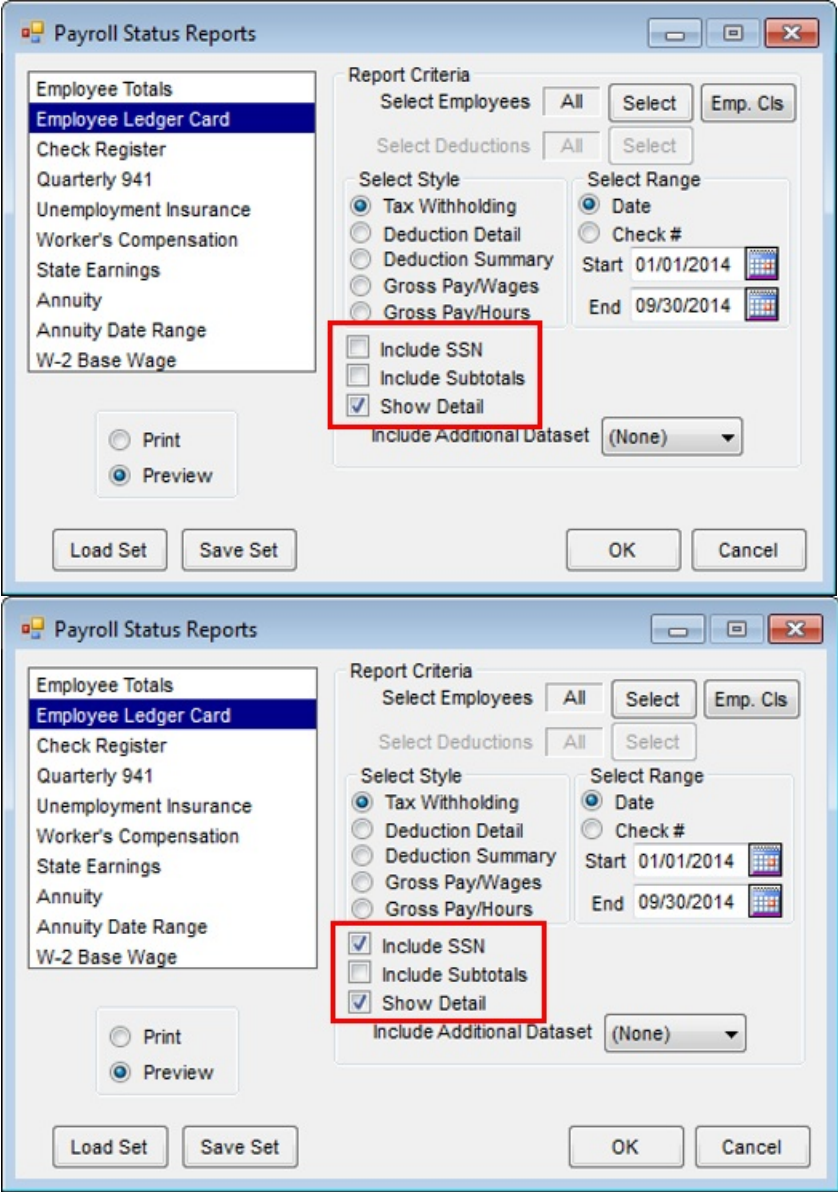 Payroll Status Reports
Employee Totals
Employee Ledger Card
Check Register
Quarterly 941
Unemployment Insurance
Worker's Compensation
State Earnings
Annuity
Annuity Date Range
W-2 Base Wage
Print
Preview
Load Set Save Set
Report Criteria
Select Employees All Select Emp. Cls
Select Deductions All Select
Select Style
Tax Withholding
Deduction Detail
Deduction Summary
Gross Pay/Wages
Gross Pay/Hours
Select Range
Date
Check #
Start 01/01/2014
End 09/30/2014
Include SSN
Include Subtotals
Show Detail
Include Additional Dataset (None)
OK Cancel
Payroll Status Reports
Employee Totals
Employee Ledger Card
Check Register
Quarterly 941
Unemployment Insurance
Worker's Compensation
State Earnings
Annuity
Annuity Date Range
W-2 Base Wage
Print
Preview
Load Set Save Set
Report Criteria
Select Employees All Select Emp. Cls
Select Deductions All Select
Select Style
Tax Withholding
Deduction Detail
Deduction Summary
Gross Pay/Wages
Gross Pay/Hours
Select Range
Date
Check #
Start 01/01/2014
End 09/30/2014
Include SSN
Include Subtotals
Show Detail
Include Additional Dataset (None)
OK Cancel